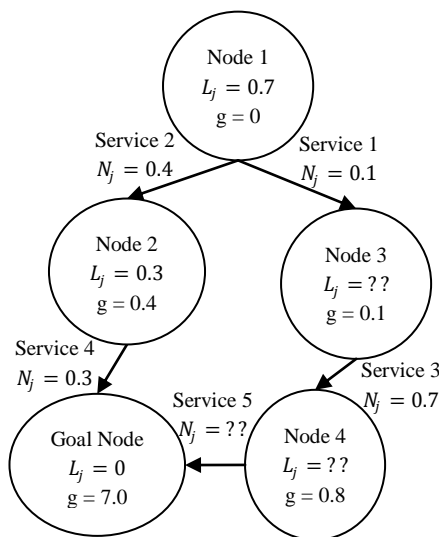 Node 1
L_j = 0.7
g = 0
Service 2
N_j = 0.4
Service 1
N_j = 0.1
Node 2
L_j = 0.3
g = 0.4
Node 3
L_j = ??
g = 0.1
Service 4
N_j = 0.3
Service 3
N_j = 0.7
Service 5
N_j = ??
Goal Node
L_j = 0
g = 7.0
Node 4
L_j = ??
g = 0.8